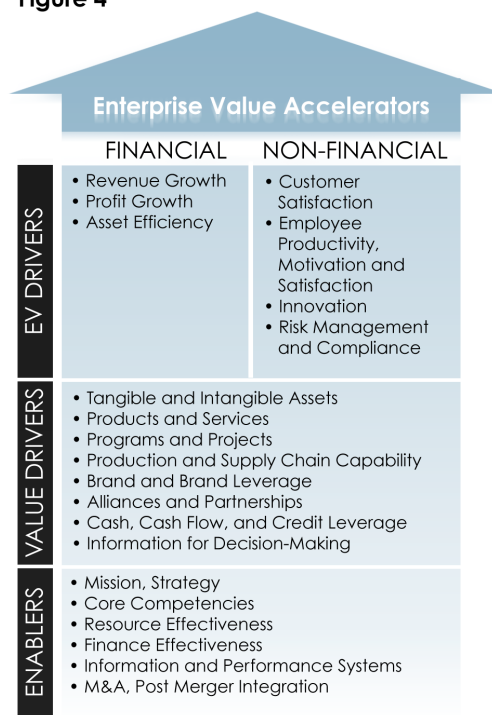 Figure 4
Enterprise Value Accelerators
FINANCIAL
NON-FINANCIAL
EV DRIVERS
• Revenue Growth
• Profit Growth
• Asset Efficiency
• Customer
Satisfaction
• Employee
Productivity,
Motivation and
Satisfaction
• Innovation
• Risk Management
and Compliance
VALUE DRIVERS
• Tangible and Intangible Assets
• Products and Services
• Programs and Projects
• Production and Supply Chain Capability
• Brand and Brand Leverage
• Alliances and Partnerships
• Cash, Cash Flow, and Credit Leverage
• Information for Decision-Making
ENABLERS
• Mission, Strategy
• Core Competencies
• Resource Effectiveness
• Finance Effectiveness
• Information and Performance Systems
• M&A, Post Merger Integration